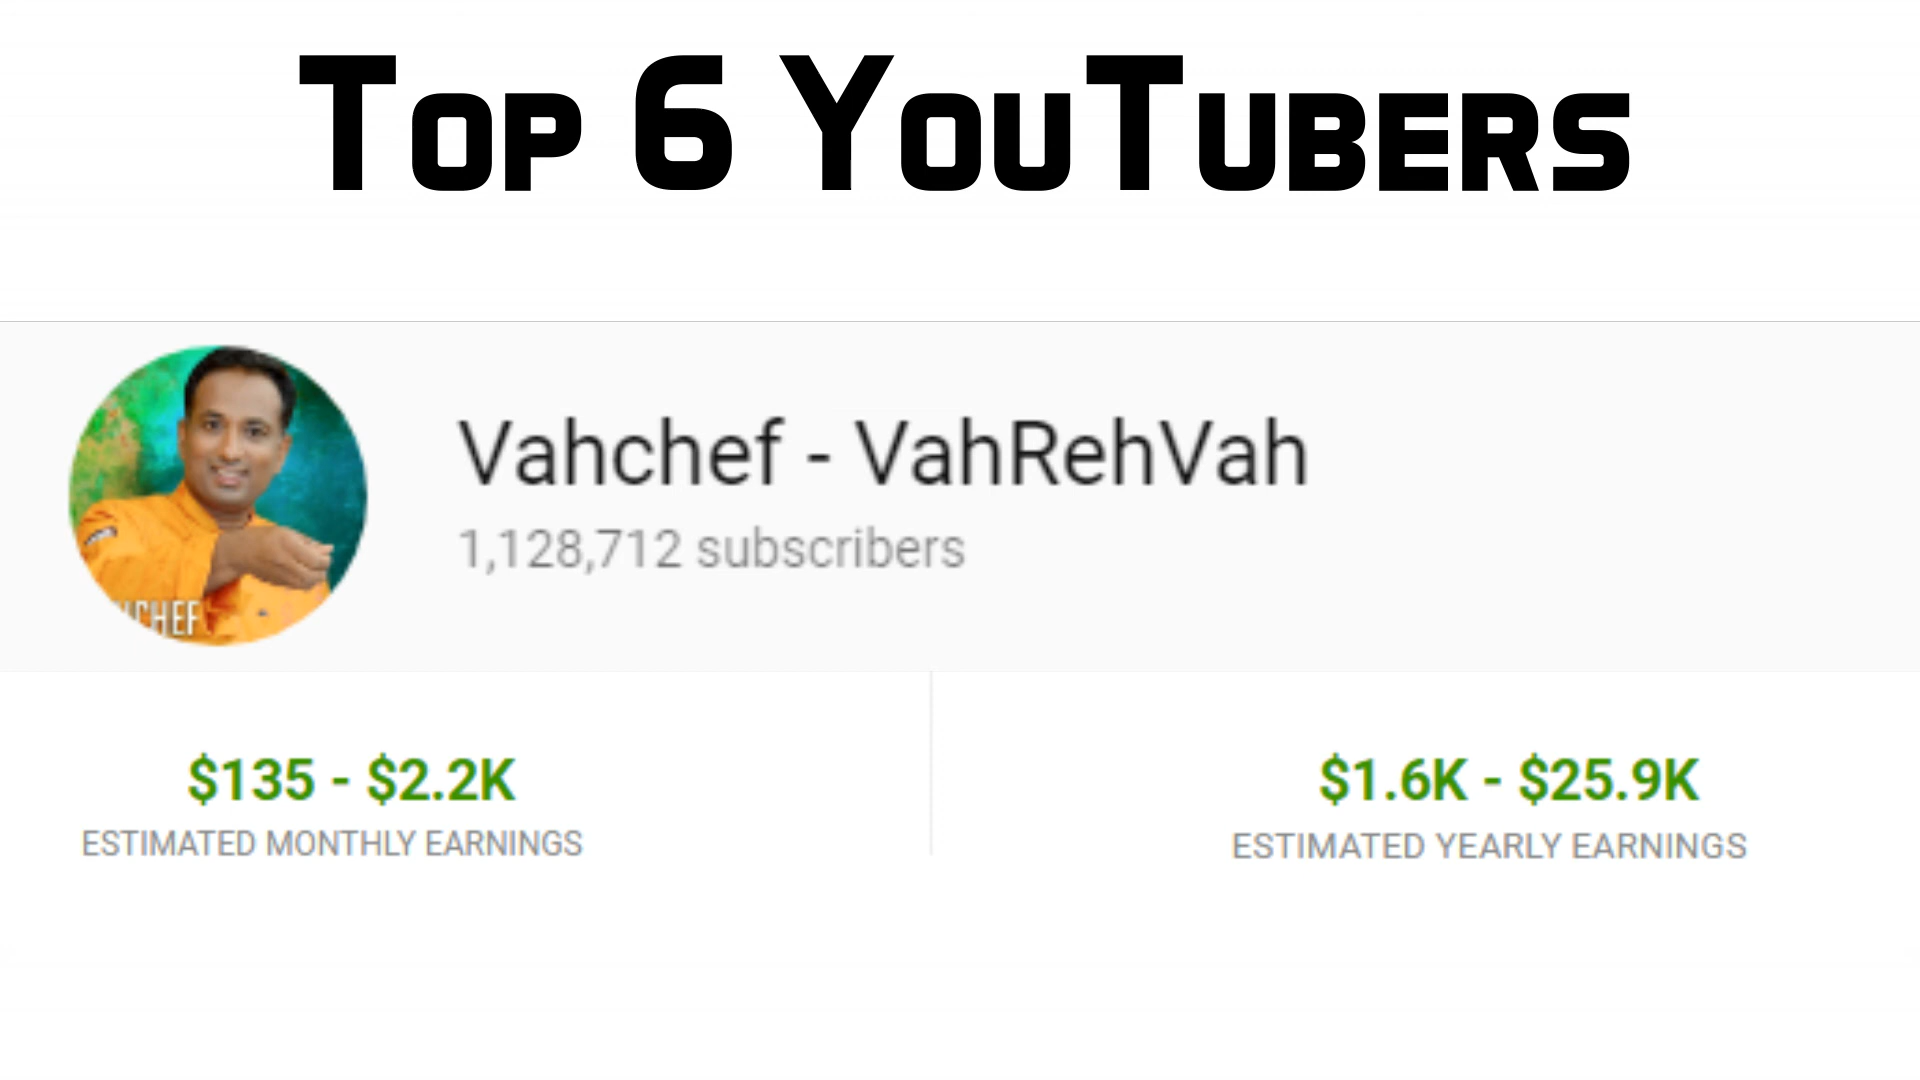 Top 6 YouTubers
Vahchef - VahRehVah
1,128,712 subscribers
CHEF
$135 - $2.2K
ESTIMATED MONTHLY EARNINGS
$1.6K - $25.9K
ESTIMATED YEARLY EARNINGS